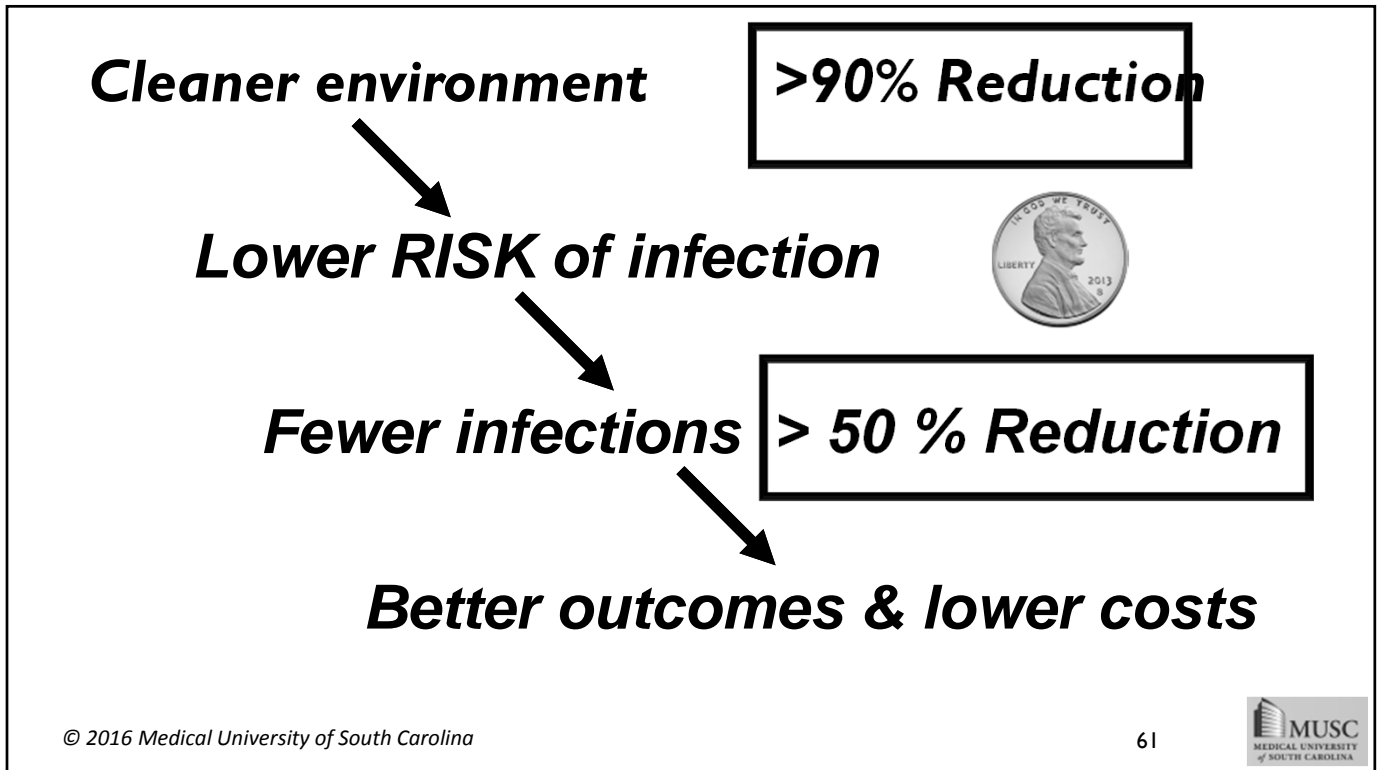 Cleaner environment >90% Reduction
Lower RISK of infection
IN GOD WE TRUST
LIBERTY
2013
S
Fewer infections > 50 % Reduction
Better outcomes & lower costs
© 2016 Medical University of South Carolina 61
MUSC
MEDICAL UNIVERSITY
of SOUTH CAROLINA